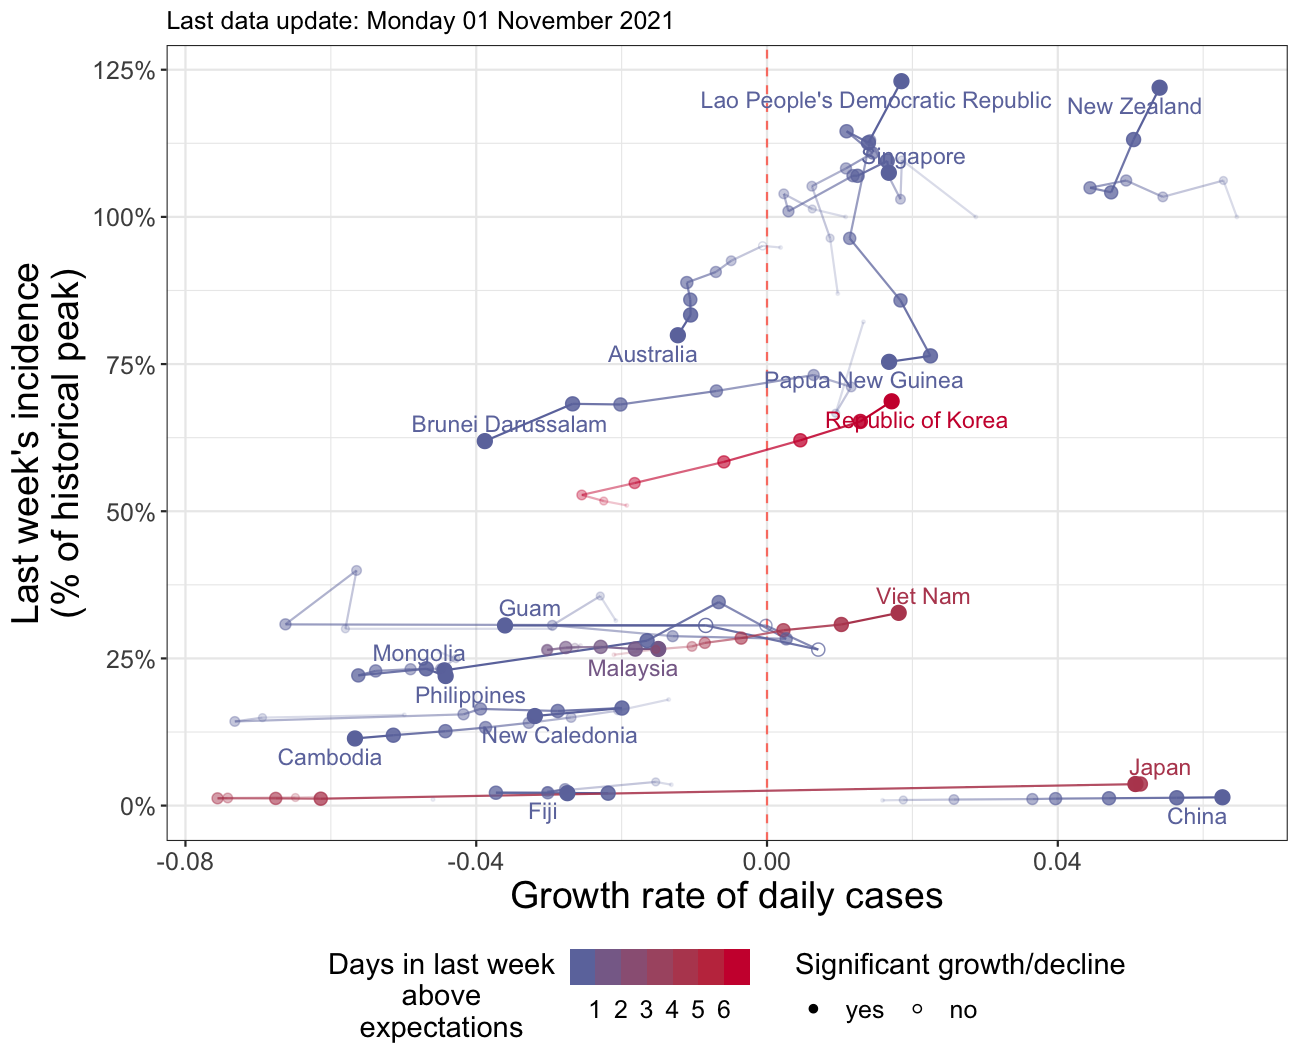 Last data update: Monday 01 November 2021
125%
100%
75%
50%
25%
0%
Last week's incidence
(% of historical peak)
Lao People's Democratic Republic
New Zealand
Singapore
Australia
Papua New Guinea
Brunei Darussalam
Republic of Korea
Viet Nam
Guam
Mongolia
Malaysia
Philippines
New Caledonia
Cambodia
Japan
Fiji
China
-0.08
-0.04
0.00
0.04
Growth rate of daily cases
Days in last week
above
expectations
1 2 3 4 5 6
Significant growth/decline
yes
no